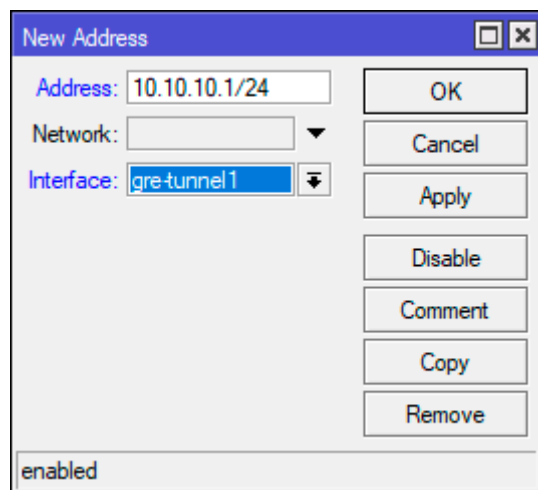 New Address
Address: 10.10.10.1/24
Network:
Interface: gre-tunnel1
OK
Cancel
Apply
Disable
Comment
Copy
Remove
enabled